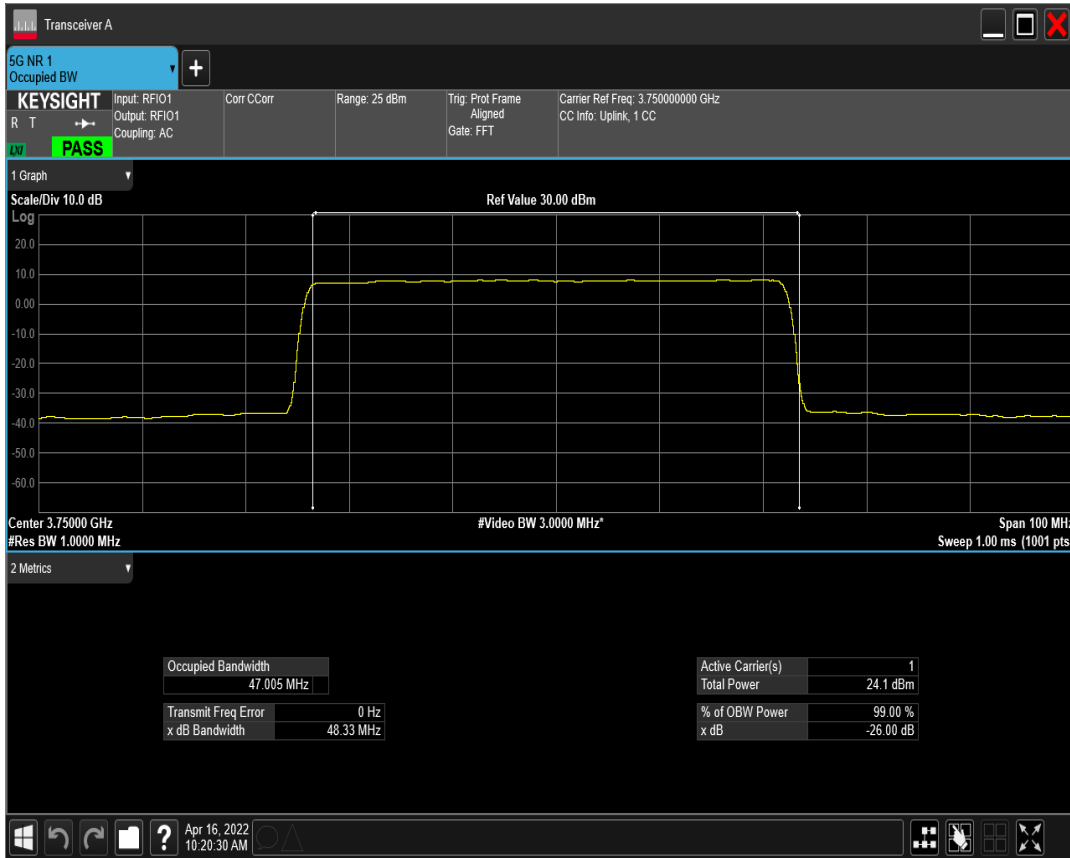 Transceiver A
5G NR 1
Occupied BW
KEYSIGHT
R T
LXI
PASS
Input: RFIO1
Output: RFIO1
Coupling: AC
Corr CCorr
Range: 25 dBm
Trig: Prot Frame
Aligned
Gate: FFT
Carrier Ref Freq: 3.750000000 GHz
CC Info: Uplink, 1 CC
1 Graph
Scale/Div 10.0 dB
Ref Value 30.00 dBm
Log
20.0
10.0
0.00
-10.0
-20.0
-30.0
-40.0
-50.0
-60.0
Center 3.75000 GHz
#Video BW 3.0000 MHz*
Span 100 MHz
#Res BW 1.0000 MHz
Sweep 1.00 ms (1001 pts
2 Metrics
Occupied Bandwidth
47.005 MHz
Transmit Freq Error 0 Hz
x dB Bandwidth 48.33 MHz
Active Carrier(s) 1
Total Power 24.1 dBm
% of OBW Power 99.00 %
x dB -26.00 dB
?
Apr 16, 2022
10:20:30 AM